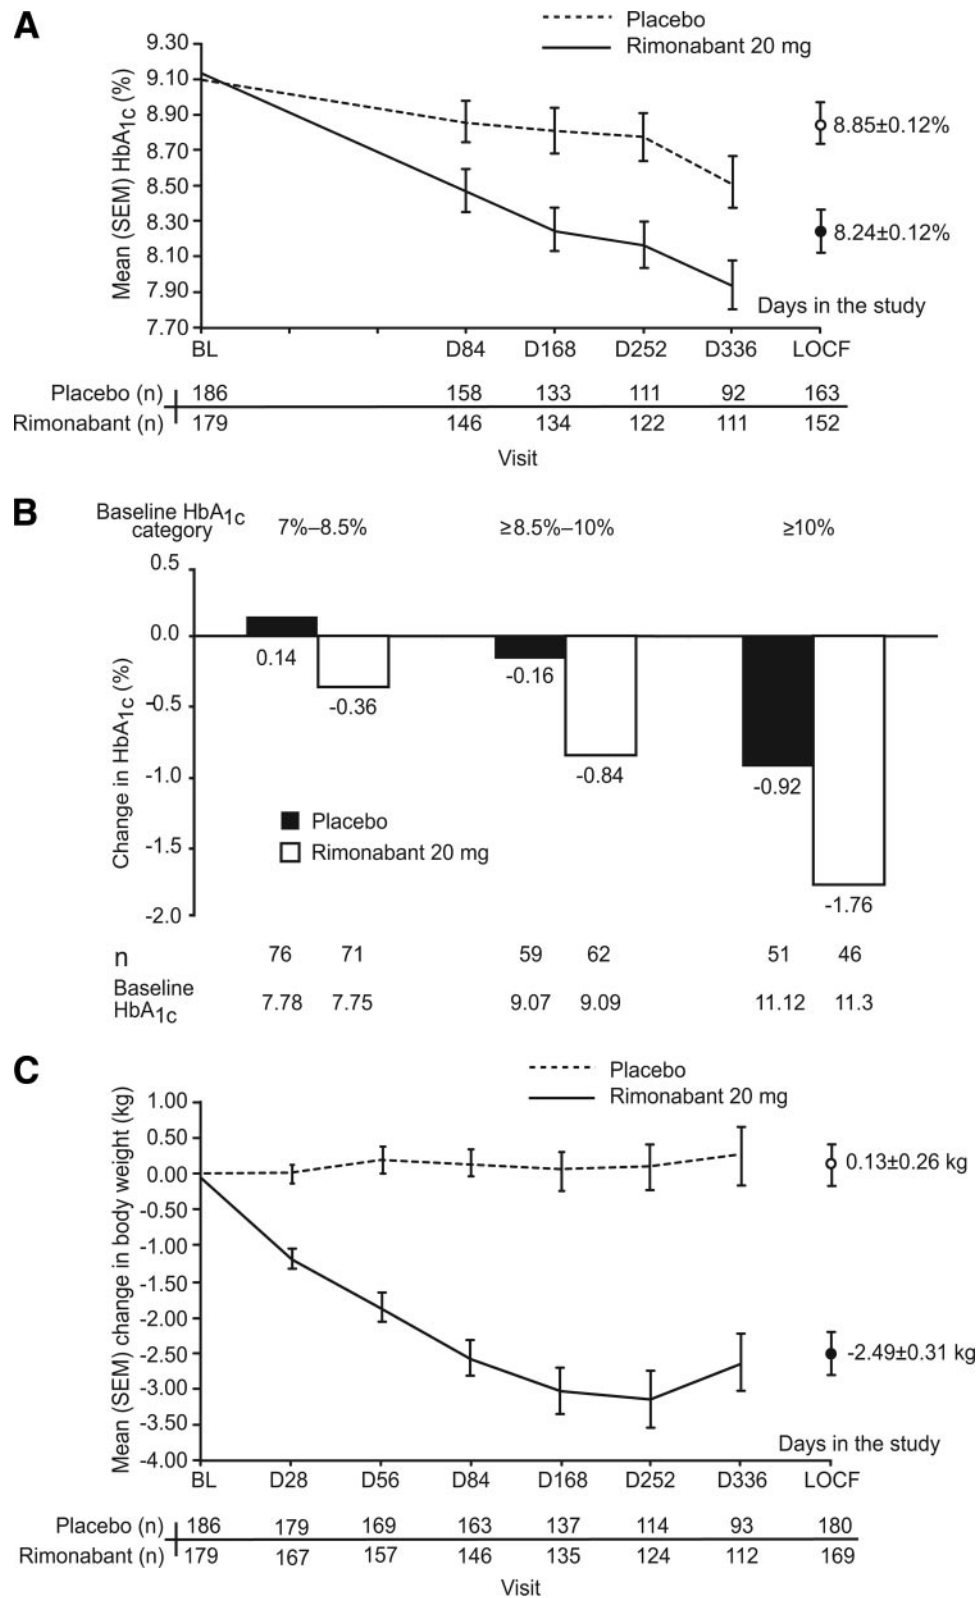 A
Placebo
Rimonabant 20 mg
Mean (SEM) HbA1c (%)
9.30
9.10
8.90
8.70
8.50
8.30
8.10
7.90
7.70
8.85±0.12%
8.24±0.12%
Days in the study
BL D84 D168 D252 D336 LOCF
Placebo (n) 186 158 133 111 92 163
Rimonabant (n) 179 146 134 122 111 152
Visit
B
Baseline HbA1c category 7%–8.5% ≥8.5%–10% ≥10%
Change in HbA1c (%)
0.5
0.0
-0.5
-1.0
-1.5
-2.0
0.14
-0.36
-0.16
-0.84
-0.92
-1.76
Placebo
Rimonabant 20 mg
n 76 71 59 62 51 46
Baseline HbA1c 7.78 7.75 9.07 9.09 11.12 11.3
C
Placebo
Rimonabant 20 mg
Mean (SEM) change in body weight (kg)
1.00
0.50
0.00
-0.50
-1.00
-1.50
-2.00
-2.50
-3.00
-3.50
-4.00
0.13±0.26 kg
-2.49±0.31 kg
Days in the study
BL D28 D56 D84 D168 D252 D336 LOCF
Placebo (n) 186 179 169 163 137 114 93 180
Rimonabant (n) 179 167 157 146 135 124 112 169
Visit